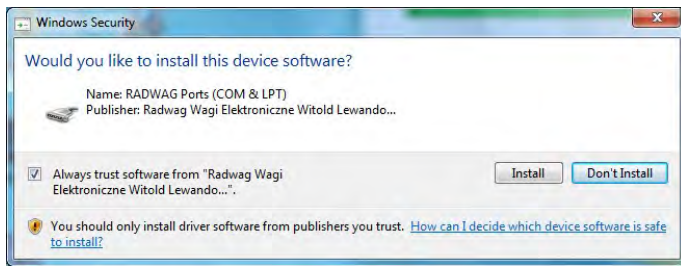 Windows Security
Would you like to install this device software?
Name: RADWAG Ports (COM & LPT)
Publisher: Radwag Wagi Elektroniczne Witold Lewando...
Always trust software from "Radwag Wagi
Elektroniczne Witold Lewando...".
Install
Don't Install
You should only install driver software from publishers you trust. How can I decide which device software is safe
to install?